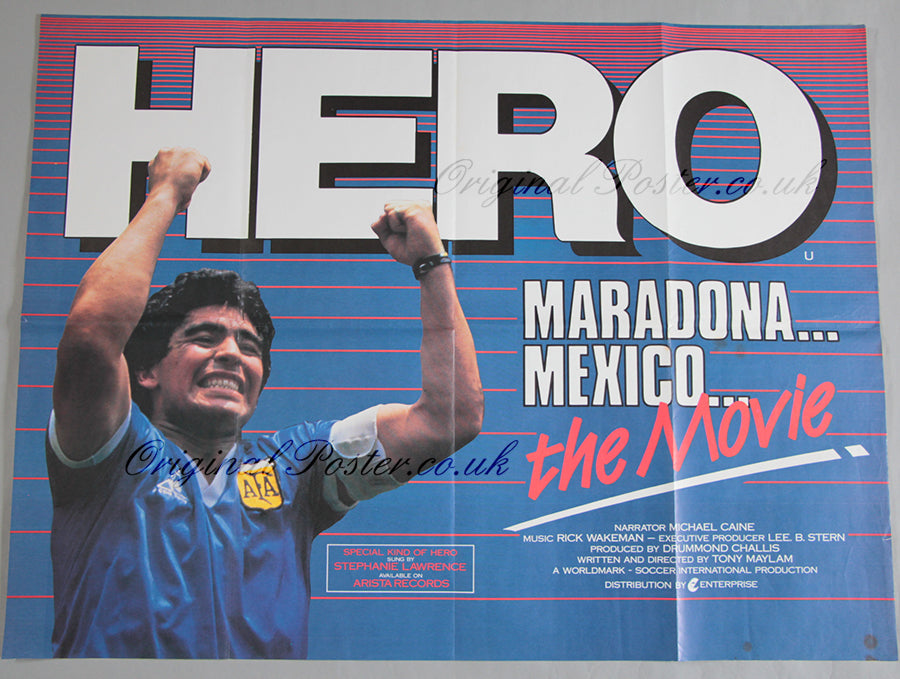 HERO
Original Poster.co.uk
U
MARADONA...
MEXICO...
the Movie
Original Poster.co.uk
AFA
NARRATOR MICHAEL CAINE
MUSIC RICK WAKEMAN – EXECUTIVE PRODUCER LEE. B. STERN
PRODUCED BY DRUMMOND CHALLIS
WRITTEN AND DIRECTED BY TONY MAYLAM
A WORLDMARK - SOCCER INTERNATIONAL PRODUCTION
DISTRIBUTION BY e ENTERPRISE
SPECIAL KIND OF HERO
SUNG BY
STEPHANIE LAWRENCE
AVAILABLE ON
ARISTA RECORDS